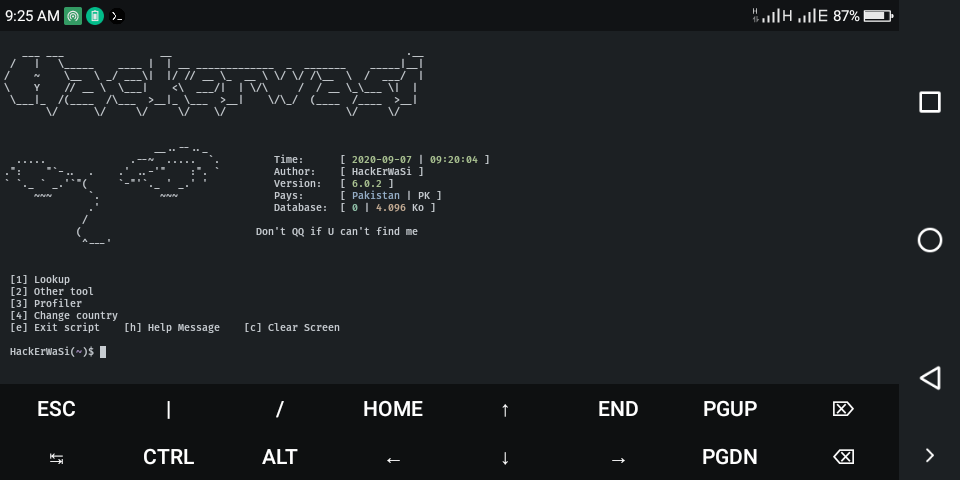 9:25 AM
H H E 87%
HackErwaSi
Time: [ 2020-09-07 | 09:20:04 ]
Author: [ HackErWaSi ]
Version: [ 6.0.2 ]
Pays: [ Pakistan | PK ]
Database: [ 0 | 4.096 Ko ]
Don't QQ if U can't find me
[1] Lookup
[2] Other tool
[3] Profiler
[4] Change country
[e] Exit script [h] Help Message [c] Clear Screen
HackErWaSi(~)$
ESC | / HOME ↑ END PGUP ⌦
↹ CTRL ALT ← ↓ → PGDN ⌫